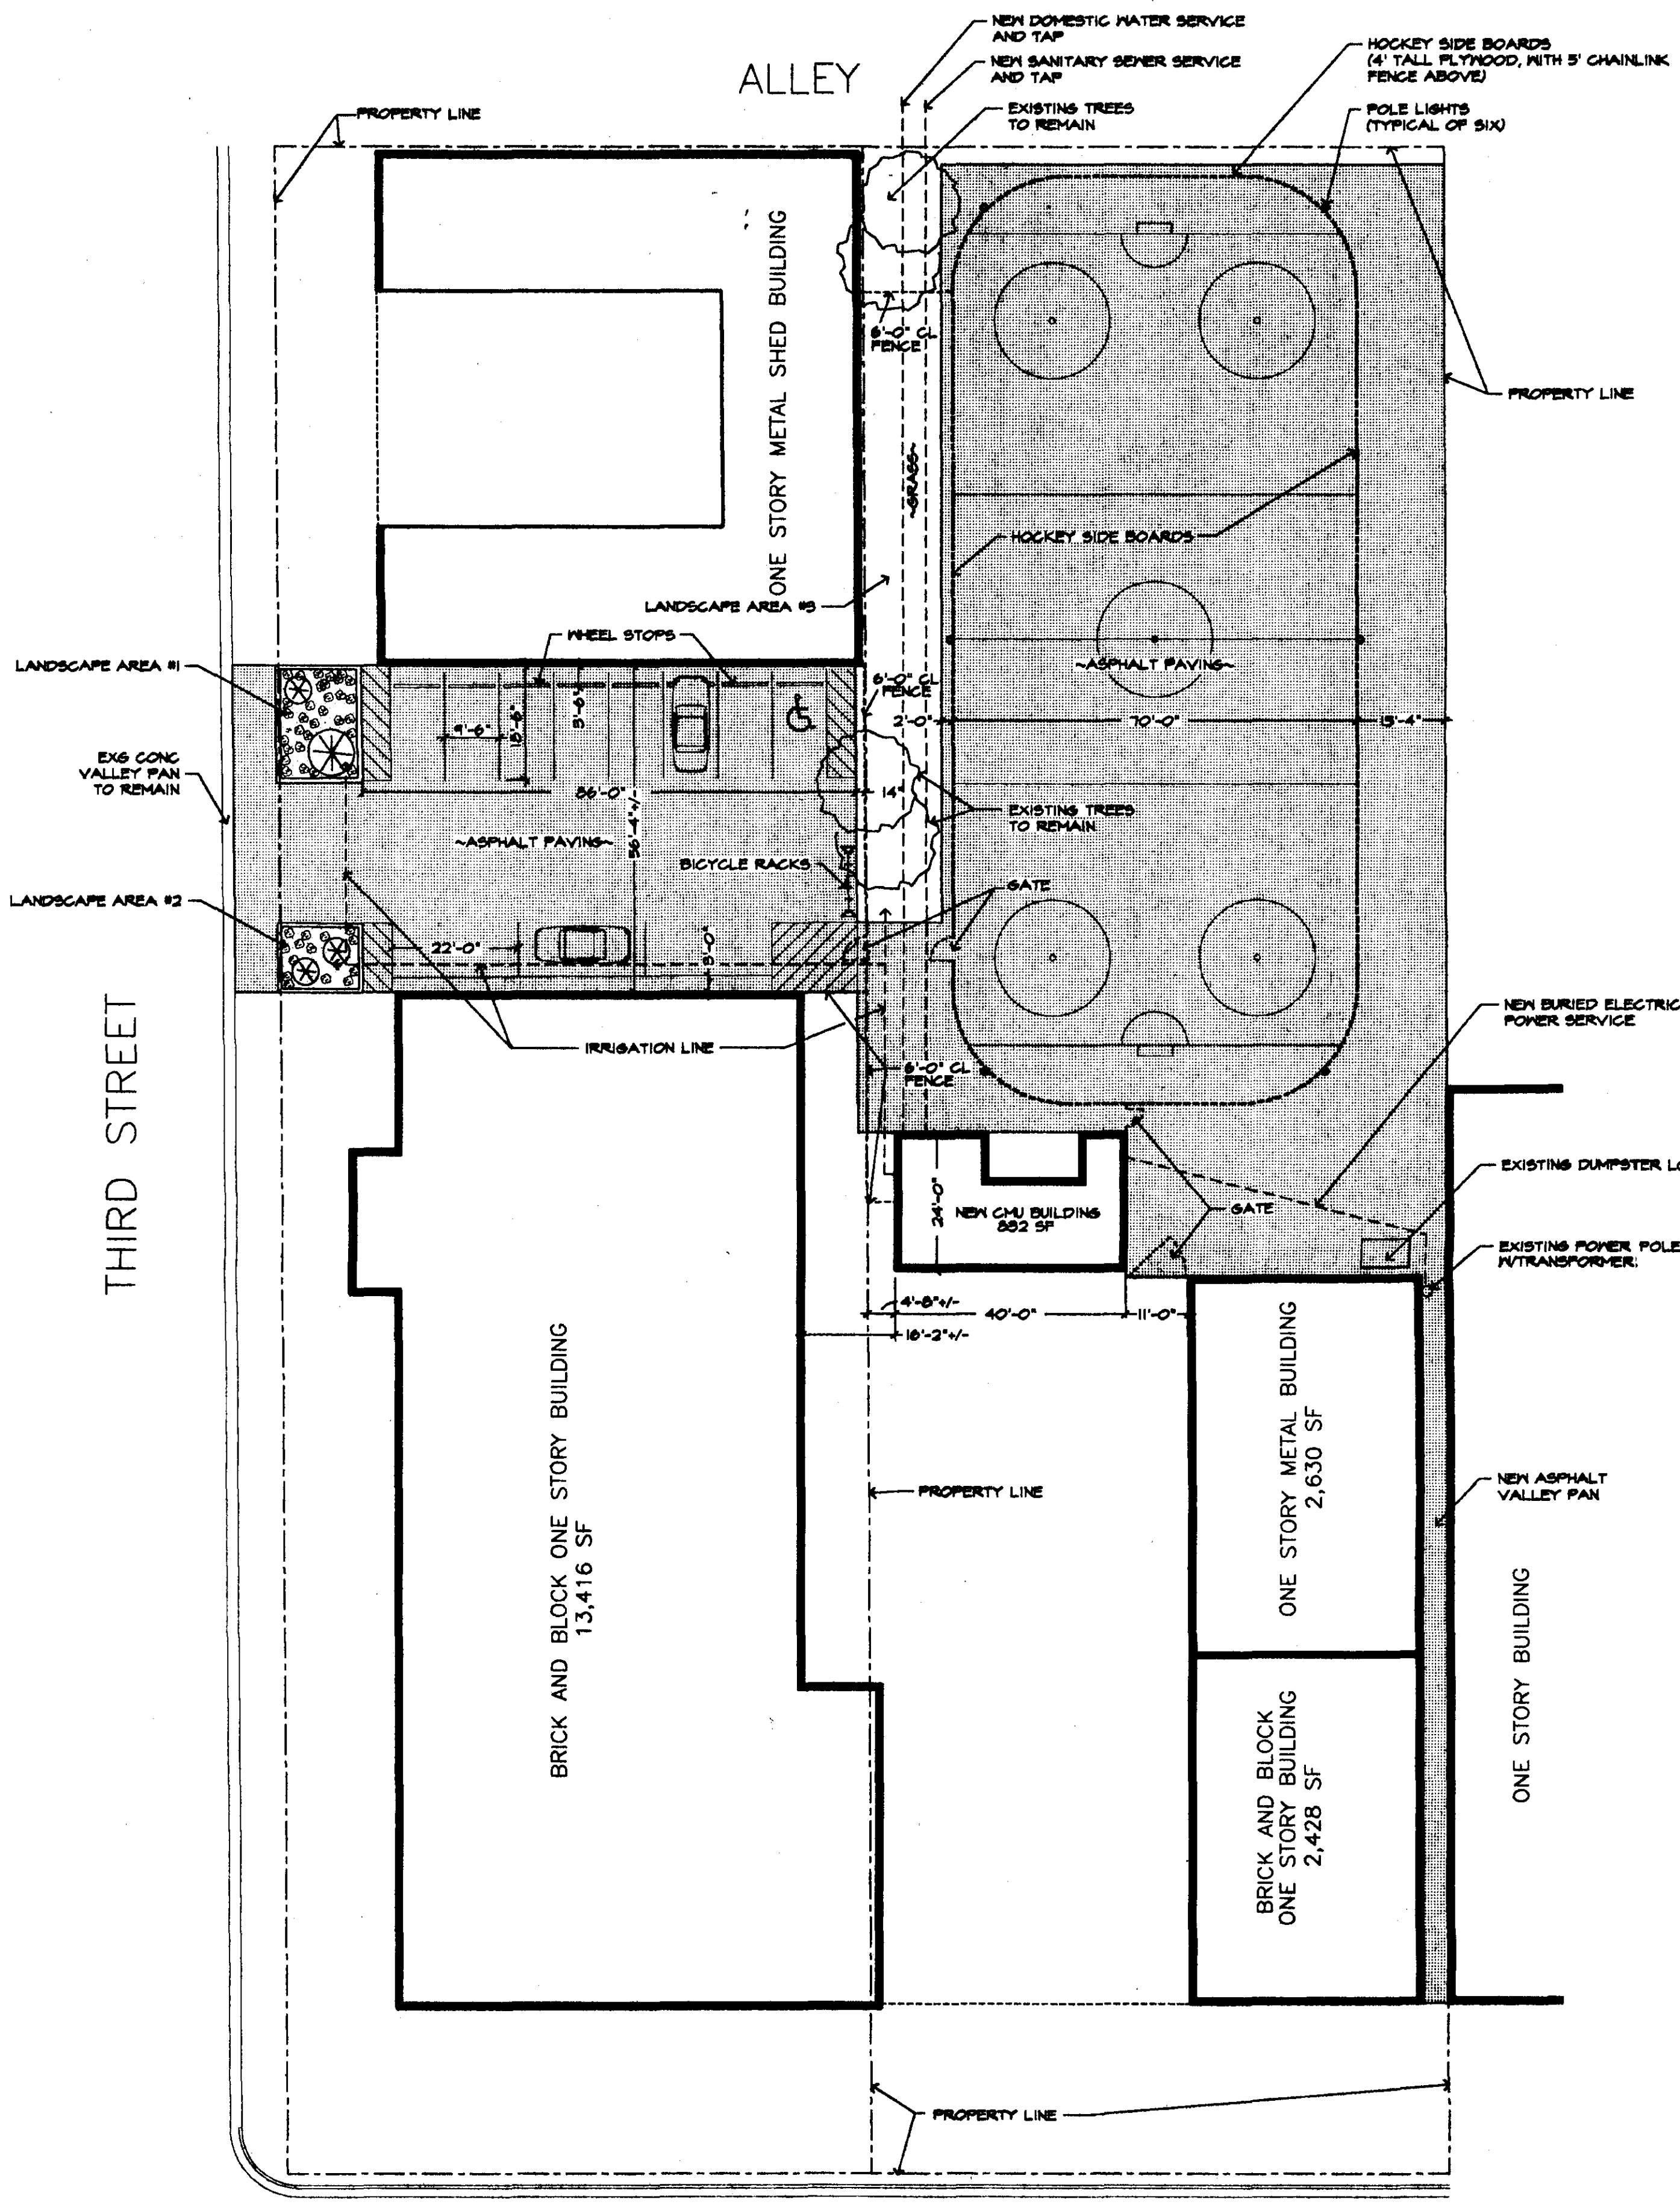 NEW DOMESTIC WATER SERVICE
AND TAP
NEW SANITARY SEWER SERVICE
AND TAP
HOCKEY SIDE BOARDS
(4' TALL PLYWOOD, WITH 5' CHAINLINK
FENCE ABOVE)
ALLEY
EXISTING TREES
TO REMAIN
POLE LIGHTS
(TYPICAL OF SIX)
PROPERTY LINE
ONE STORY METAL SHED BUILDING
6'-0" CL
FENCE
PROPERTY LINE
~GRASS~
HOCKEY SIDE BOARDS
LANDSCAPE AREA #3
WHEEL STOPS
LANDSCAPE AREA #1
~ASPHALT PAVING~
6'-0" CL
FENCE
2'-0"
70'-0"
15'-4"
9'-6"
18'-6"
3'-6"
EXG CONC
VALLEY PAN
TO REMAIN
86'-0"
14"
EXISTING TREES
TO REMAIN
~ASPHALT PAVING~
56'-4"+/-
BICYCLE RACKS
GATE
LANDSCAPE AREA #2
22'-0"
8'-0"
THIRD STREET
NEW BURIED ELECTRIC
POWER SERVICE
IRRIGATION LINE
6'-0" CL
FENCE
EXISTING DUMPSTER LO
24'-0"
NEW CMU BUILDING
882 SF
GATE
EXISTING POWER POLE
W/TRANSFORMER
4'-8"+/-
40'-0"
11'-0"
16'-2"+/-
BRICK AND BLOCK ONE STORY BUILDING
13,416 SF
ONE STORY METAL BUILDING
2,630 SF
PROPERTY LINE
NEW ASPHALT
VALLEY PAN
ONE STORY BUILDING
BRICK AND BLOCK
ONE STORY BUILDING
2,428 SF
PROPERTY LINE